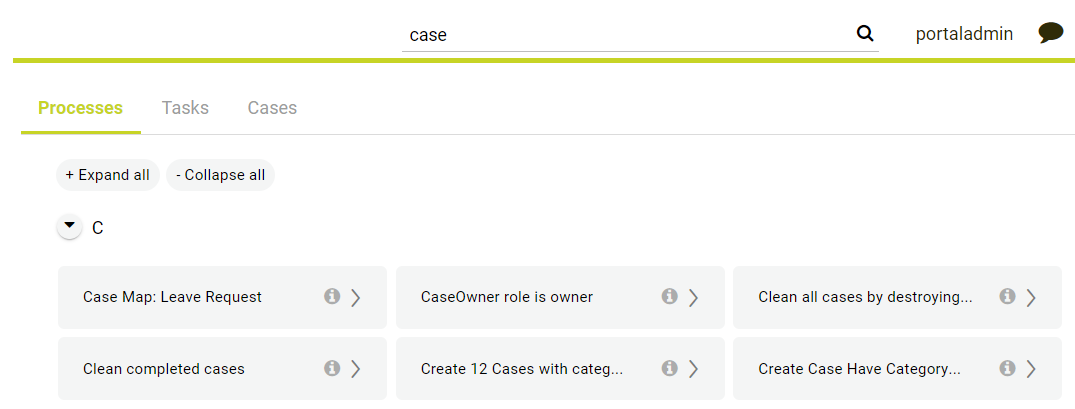 case
portaladmin
Processes Tasks Cases
+ Expand all - Collapse all
C
Case Map: Leave Request
CaseOwner role is owner
Clean all cases by destroying...
Clean completed cases
Create 12 Cases with categ...
Create Case Have Category...